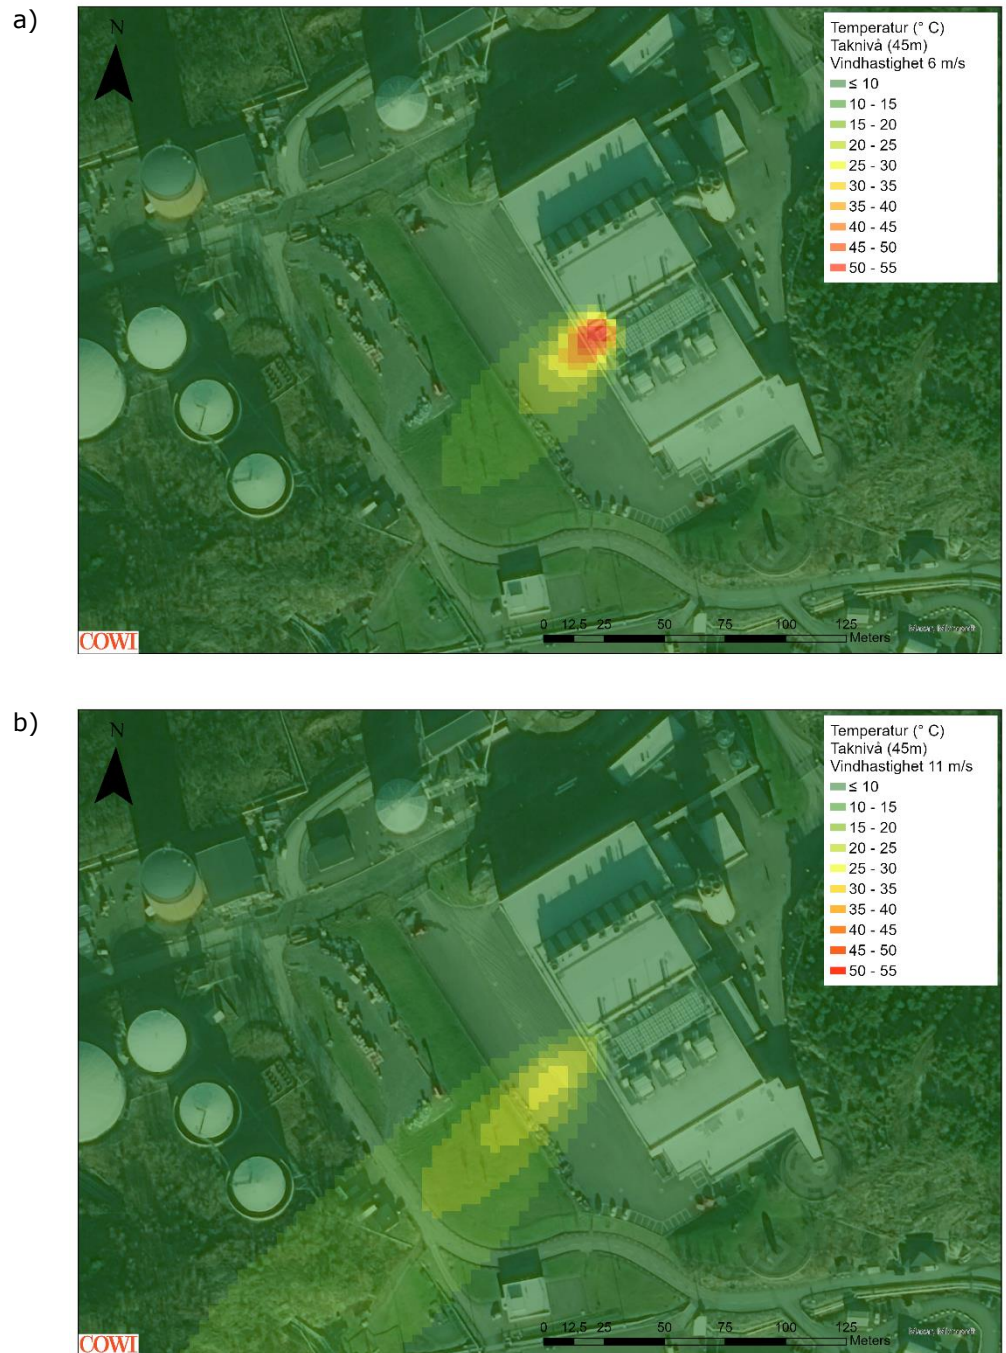 a)
N
Temperatur (° C)
Taknivå (45m)
Vindhastighet 6 m/s
≤ 10
10 - 15
15 - 20
20 - 25
25 - 30
30 - 35
35 - 40
40 - 45
45 - 50
50 - 55
0 12,5 25 50 75 100 125
Meters
COWI
b)
N
Temperatur (° C)
Taknivå (45m)
Vindhastighet 11 m/s
≤ 10
10 - 15
15 - 20
20 - 25
25 - 30
30 - 35
35 - 40
40 - 45
45 - 50
50 - 55
0 12,5 25 50 75 100 125
Meters
COWI